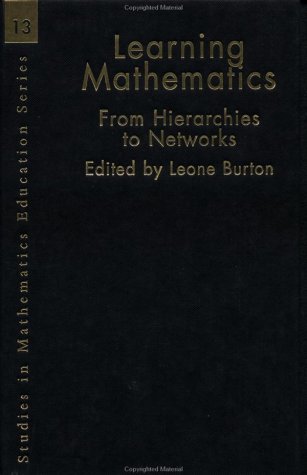 13
Studies in Mathematics Education Series
Learning
Mathematics
From Hierarchies
to Networks
Edited by Leone Burton